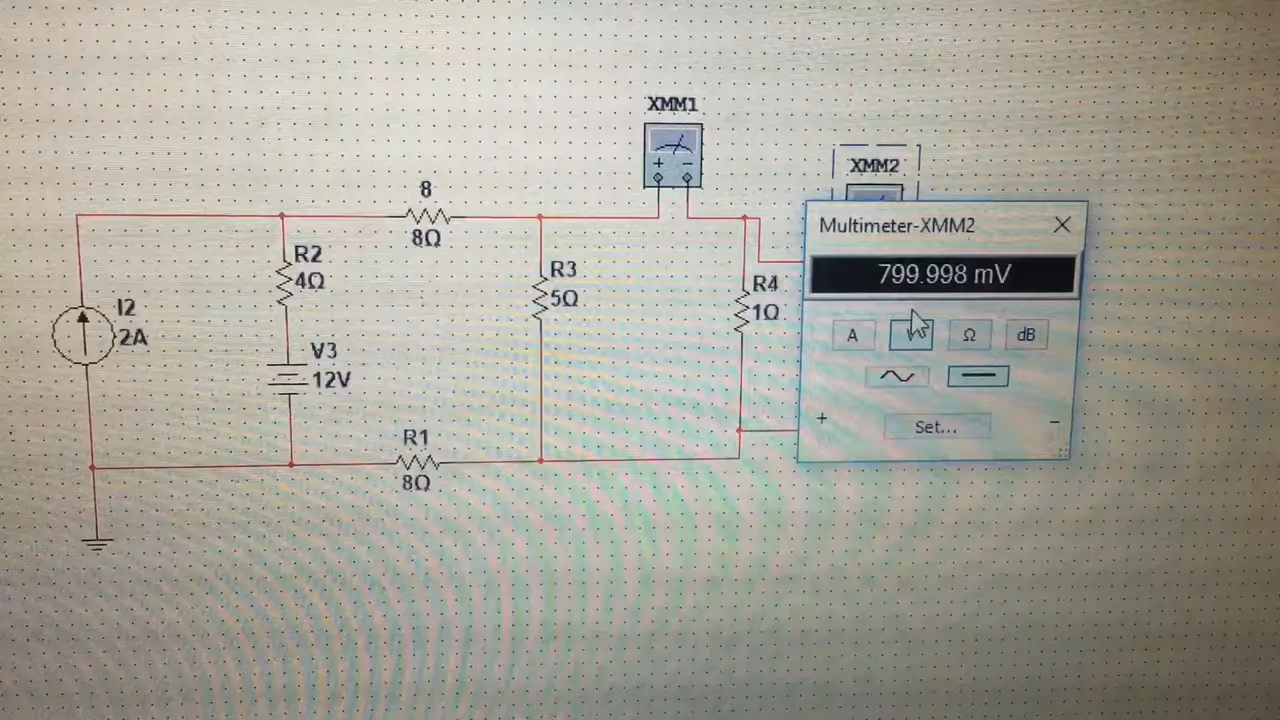 XMM1
XMM2
8
8Ω
R2
4Ω
R3
5Ω
R4
1Ω
I2
2A
V3
12V
R1
8Ω
Multimeter-XMM2
799.998 mV
A
Ω
dB
+
Set...
−
+ −